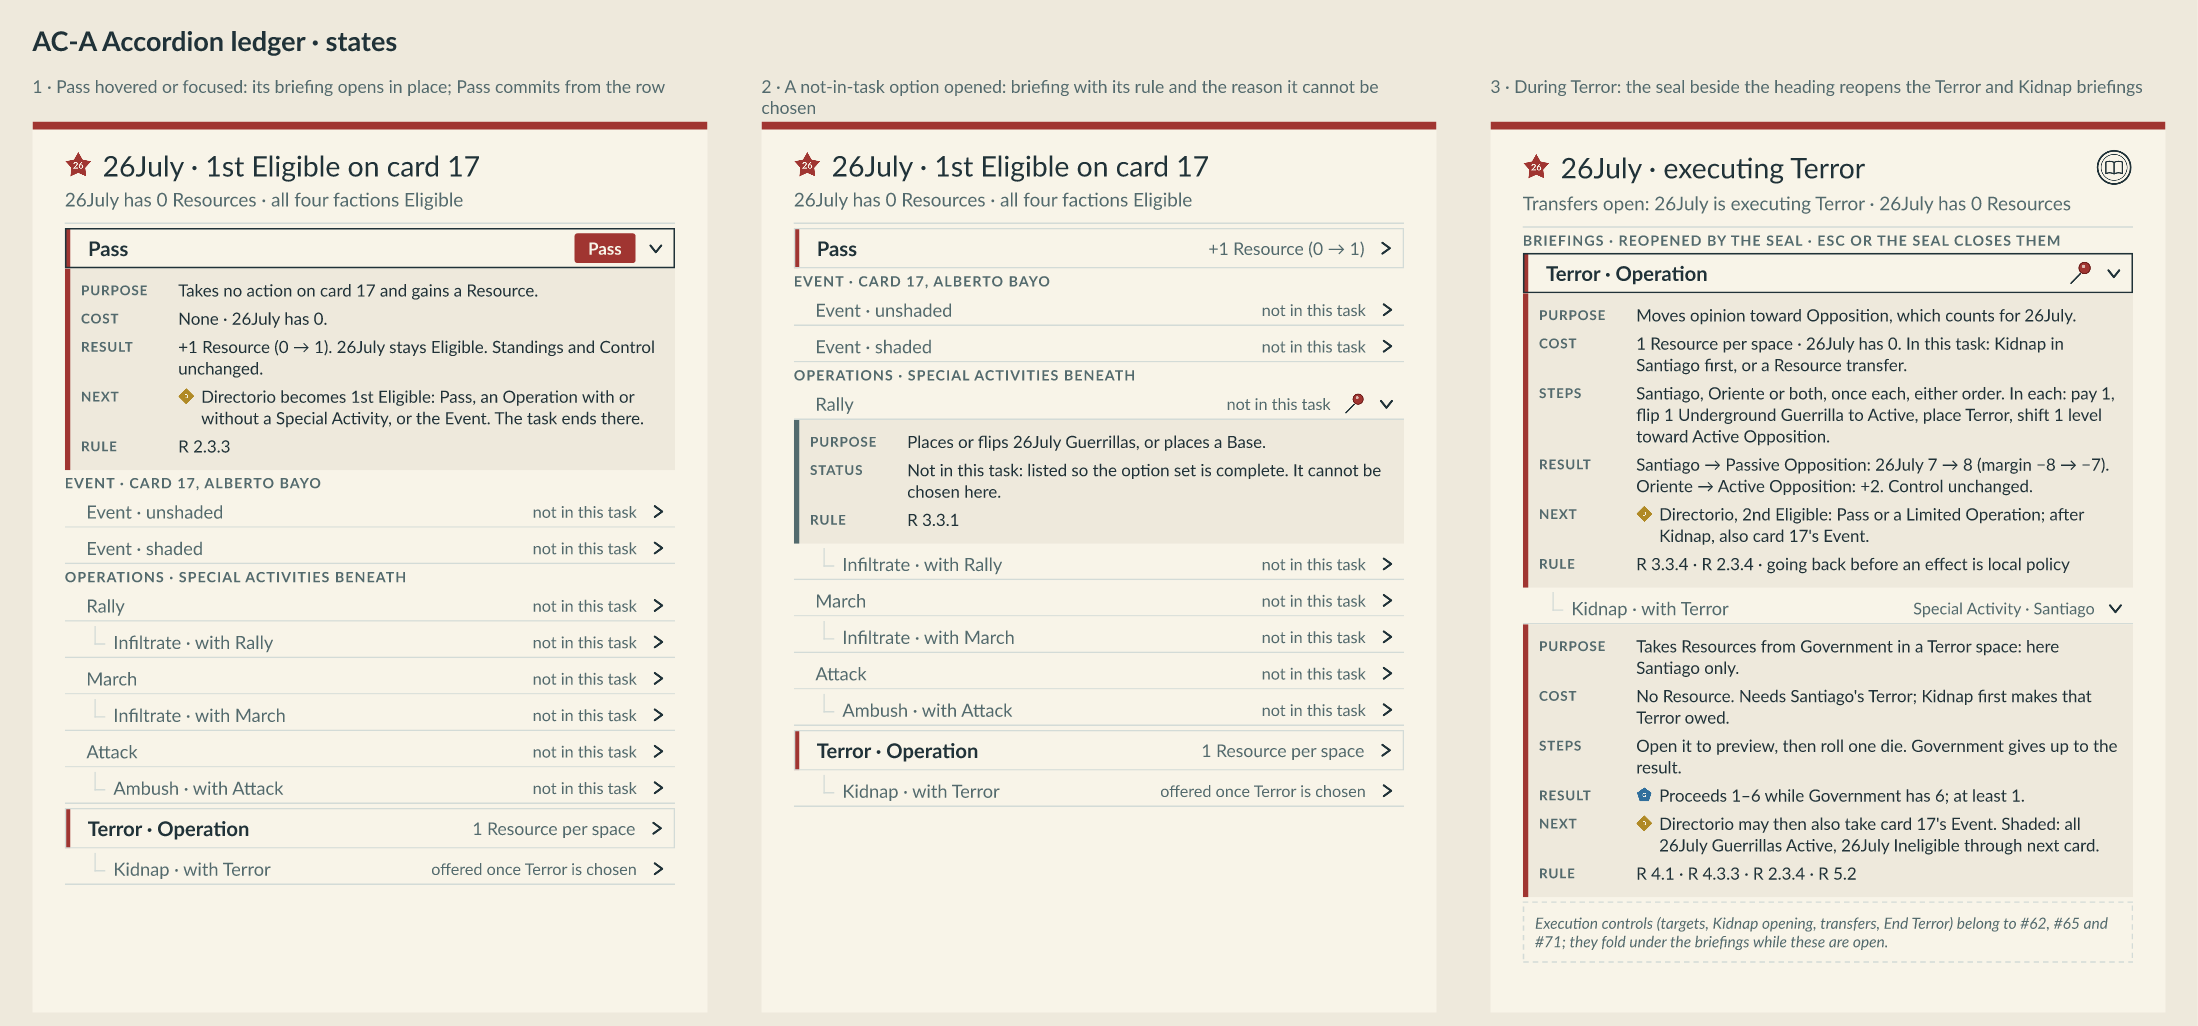 AC-A Accordion ledger · states
1 · Pass hovered or focused: its briefing opens in place; Pass commits from the row
26
26July · 1st Eligible on card 17
26July has 0 Resources · all four factions Eligible
Pass
Pass
PURPOSE
Takes no action on card 17 and gains a Resource.
COST
None · 26July has 0.
RESULT
+1 Resource (0 → 1). 26July stays Eligible. Standings and Control
unchanged.
NEXT
Directorio becomes 1st Eligible: Pass, an Operation with or
without a Special Activity, or the Event. The task ends there.
RULE
R 2.3.3
EVENT · CARD 17, ALBERTO BAYO
Event · unshaded
not in this task
Event · shaded
not in this task
OPERATIONS · SPECIAL ACTIVITIES BENEATH
Rally
not in this task
Infiltrate · with Rally
not in this task
March
not in this task
Infiltrate · with March
not in this task
Attack
not in this task
Ambush · with Attack
not in this task
Terror · Operation
1 Resource per space
Kidnap · with Terror
offered once Terror is chosen
2 · A not-in-task option opened: briefing with its rule and the reason it cannot be
chosen
26
26July · 1st Eligible on card 17
26July has 0 Resources · all four factions Eligible
Pass
+1 Resource (0 → 1)
EVENT · CARD 17, ALBERTO BAYO
Event · unshaded
not in this task
Event · shaded
not in this task
OPERATIONS · SPECIAL ACTIVITIES BENEATH
Rally
not in this task
PURPOSE
Places or flips 26July Guerrillas, or places a Base.
STATUS
Not in this task: listed so the option set is complete. It cannot be
chosen here.
RULE
R 3.3.1
Infiltrate · with Rally
not in this task
March
not in this task
Infiltrate · with March
not in this task
Attack
not in this task
Ambush · with Attack
not in this task
Terror · Operation
1 Resource per space
Kidnap · with Terror
offered once Terror is chosen
3 · During Terror: the seal beside the heading reopens the Terror and Kidnap briefings
26
26July · executing Terror
Transfers open: 26July is executing Terror · 26July has 0 Resources
BRIEFINGS · REOPENED BY THE SEAL · ESC OR THE SEAL CLOSES THEM
Terror · Operation
PURPOSE
Moves opinion toward Opposition, which counts for 26July.
COST
1 Resource per space · 26July has 0. In this task: Kidnap in
Santiago first, or a Resource transfer.
STEPS
Santiago, Oriente or both, once each, either order. In each: pay 1,
flip 1 Underground Guerrilla to Active, place Terror, shift 1 level
toward Active Opposition.
RESULT
Santiago → Passive Opposition: 26July 7 → 8 (margin −8 → −7).
Oriente → Active Opposition: +2. Control unchanged.
NEXT
Directorio, 2nd Eligible: Pass or a Limited Operation; after
Kidnap, also card 17's Event.
RULE
R 3.3.4 · R 2.3.4 · going back before an effect is local policy
Kidnap · with Terror
Special Activity · Santiago
PURPOSE
Takes Resources from Government in a Terror space: here
Santiago only.
COST
No Resource. Needs Santiago's Terror; Kidnap first makes that
Terror owed.
STEPS
Open it to preview, then roll one die. Government gives up to the
result.
RESULT
Proceeds 1–6 while Government has 6; at least 1.
NEXT
Directorio may then also take card 17's Event. Shaded: all
26July Guerrillas Active, 26July Ineligible through next card.
RULE
R 4.1 · R 4.3.3 · R 2.3.4 · R 5.2
Execution controls (targets, Kidnap opening, transfers, End Terror) belong to #62, #65 and
#71; they fold under the briefings while these are open.